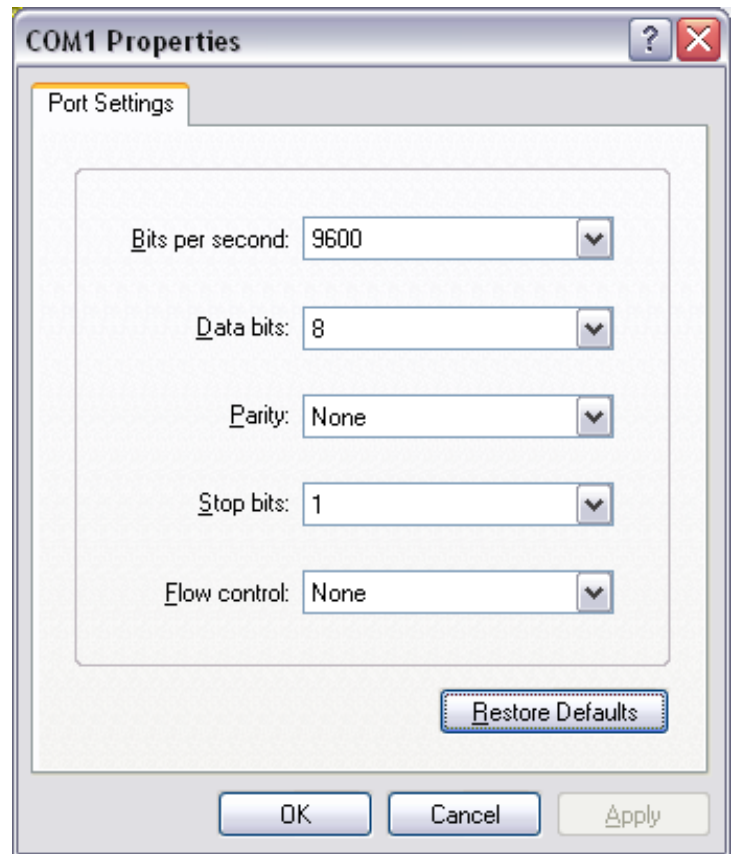 COM1 Properties
Port Settings
Bits per second: 9600
Data bits: 8
Parity: None
Stop bits: 1
Flow control: None
Restore Defaults
OK Cancel Apply